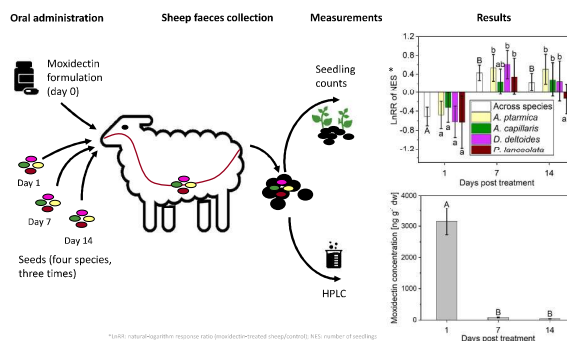 Oral administration
Sheep faeces collection
Measurements
Results
Moxidectin
formulation
(day 0)
Day 1
Day 7
Day 14
Seeds (four species,
three times)
Seedling
counts
HPLC
LnRR of NES *
1.2
0.8
0.4
0.0
-0.4
-0.8
-1.2
A
a
a
a
a
B
b
ab
b
b
B
b
b
b
a
Across species
A. ptarmica
A. capillaris
D. deltoides
P. lanceolata
1
7
14
Days post treatment
Moxidectin concentration [ng g⁻ dw]
4000
3000
2000
1000
0
A
B
B
1
7
14
Days post treatment
*LnRR: natural-logarithm response ratio (moxidectin-treated sheep/control); NES: number of seedlings